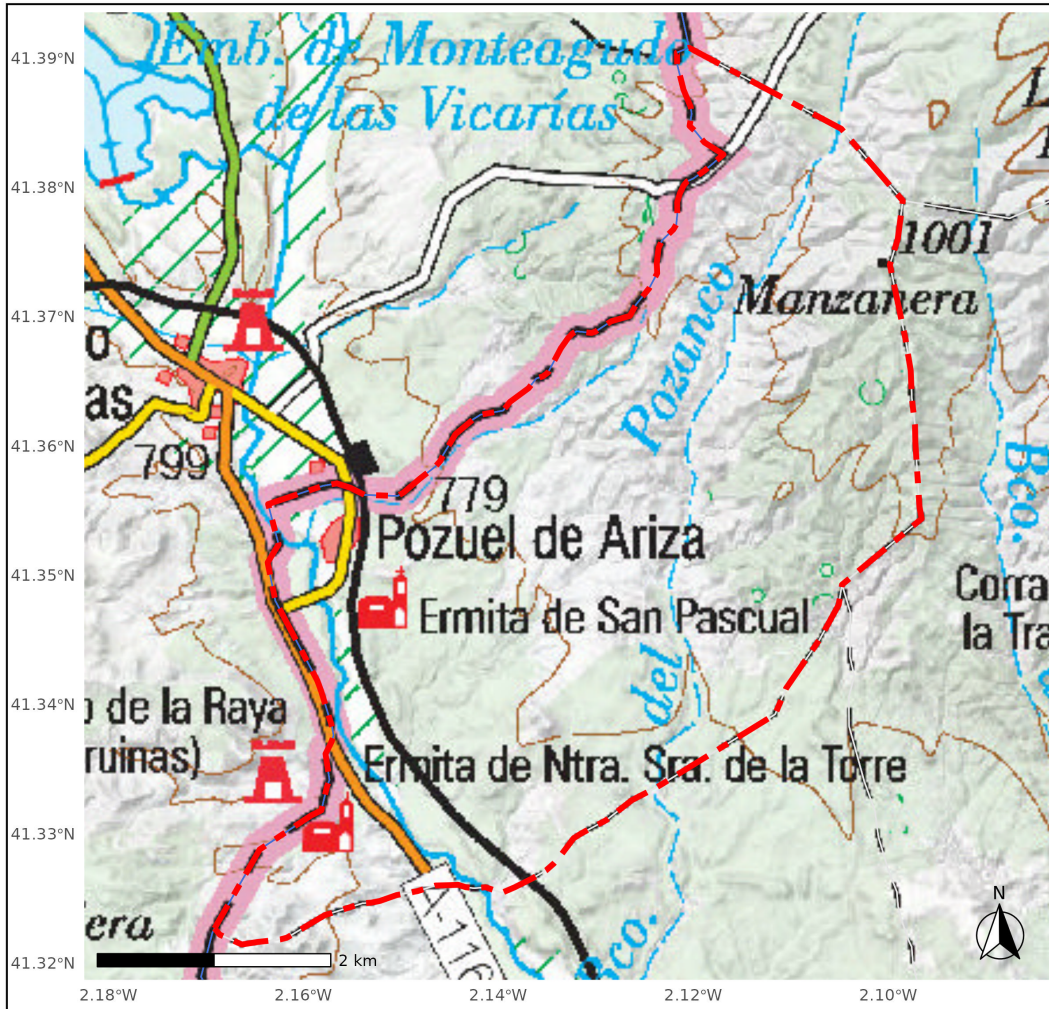 41.39°N
Emb. de Monteagudo
de las Vicarías
41.38°N
1001
Manzanera
41.37°N
o
as
Pozanco
41.36°N
799
779
Bco.
Pozuel de Ariza
41.35°N
Corra
la Tra
Ermita de San Pascual
del
41.34°N
o de la Raya
ruinas)
Ermita de Ntra. Sra. de la Torre
41.33°N
A-116
era
Bco.
N
41.32°N
2 km
2.18°W
2.16°W
2.14°W
2.12°W
2.10°W